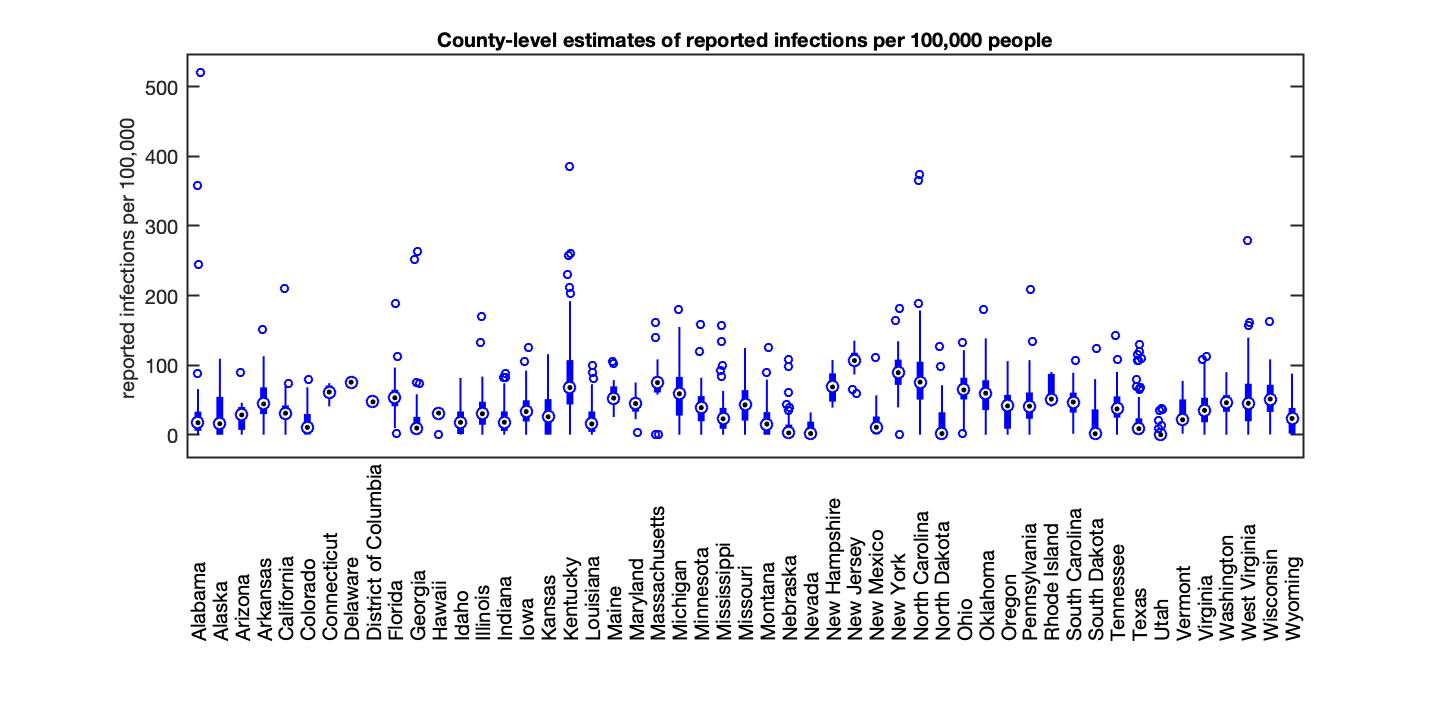 County-level estimates of reported infections per 100,000 people
reported infections per 100,000
500
400
300
200
100
0
Alabama
Alaska
Arizona
Arkansas
California
Colorado
Connecticut
Delaware
District of Columbia
Florida
Georgia
Hawaii
Idaho
Illinois
Indiana
Iowa
Kansas
Kentucky
Louisiana
Maine
Maryland
Massachusetts
Michigan
Minnesota
Mississippi
Missouri
Montana
Nebraska
Nevada
New Hampshire
New Jersey
New Mexico
New York
North Carolina
North Dakota
Ohio
Oklahoma
Oregon
Pennsylvania
Rhode Island
South Carolina
South Dakota
Tennessee
Texas
Utah
Vermont
Virginia
Washington
West Virginia
Wisconsin
Wyoming